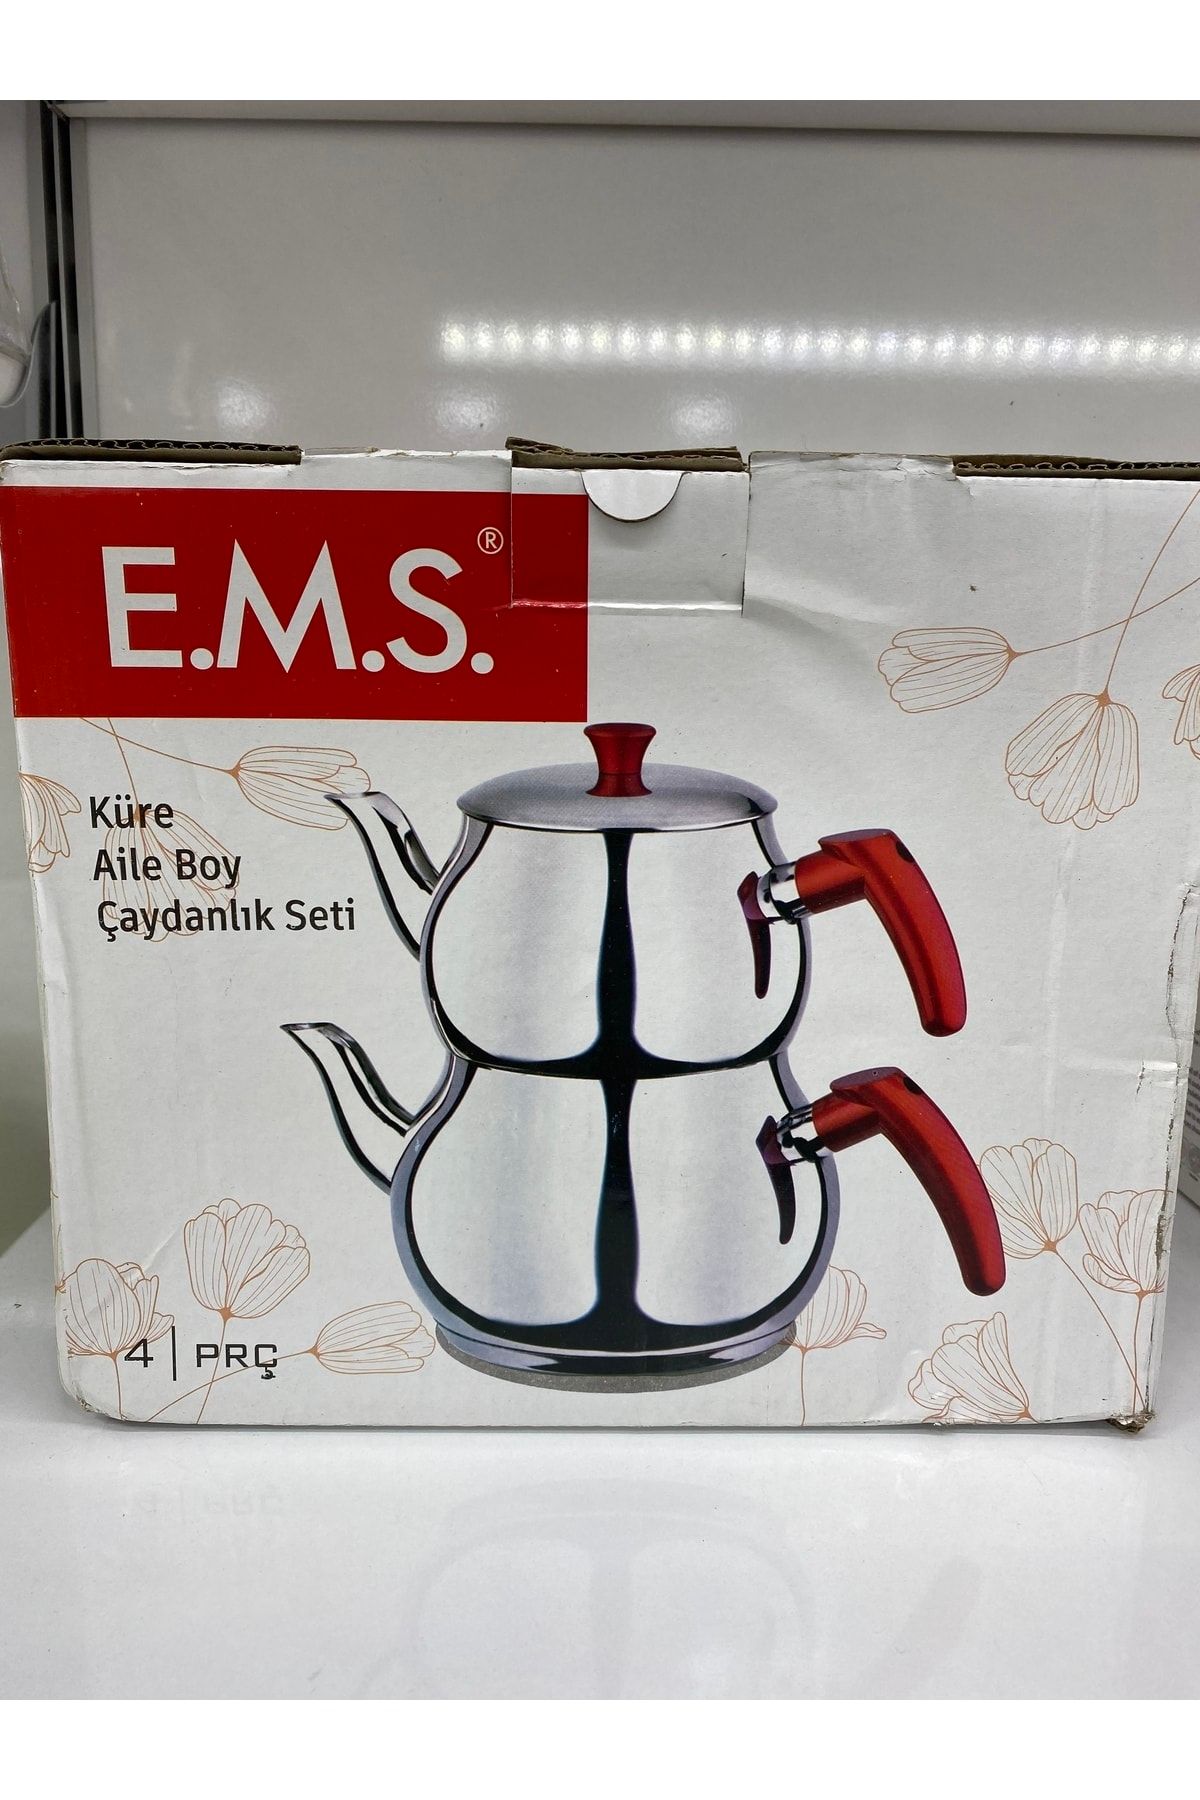 E.M.S.®
Küre
Aile Boy
Çaydanlık Seti
4 | PRÇ